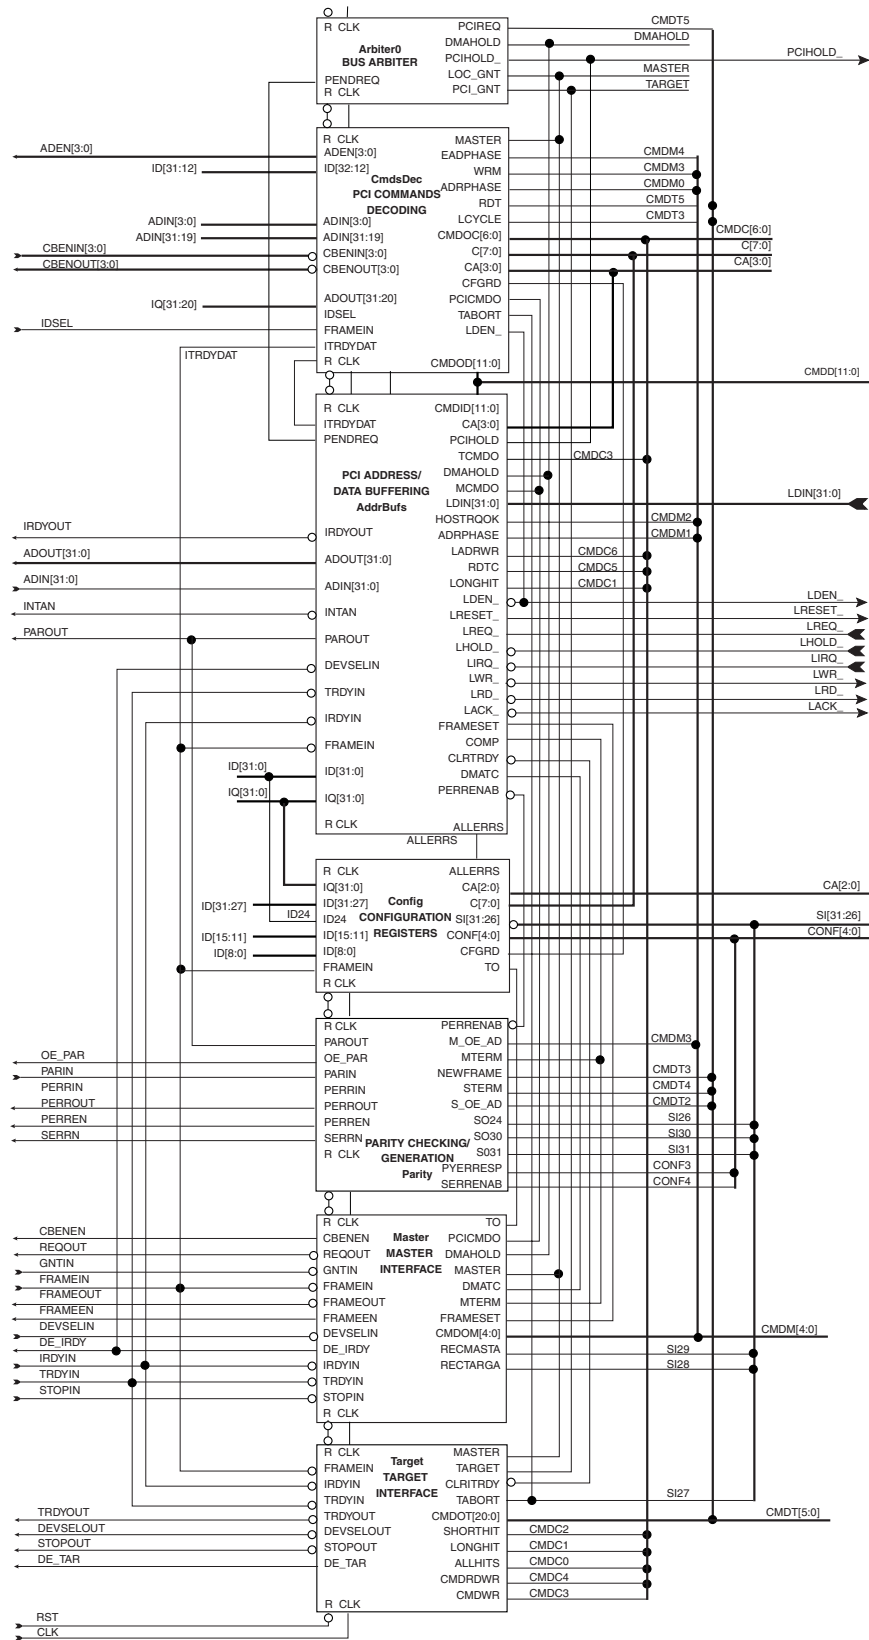 R CLK
Arbiter0
BUS ARBITER
PENDREQ
R CLK
PCIREQ
DMAHOLD
PCIHOLD_
LOC_GNT
PCI_GNT
CMDT5
DMAHOLD
MASTER
TARGET
PCIHOLD_
ADEN[3:0]
ID[31:12]
ADIN[3:0]
ADIN[31:19]
CBENIN[3:0]
CBENOUT[3:0]
IQ[31:20]
IDSEL
ITRDYDAT
R CLK
ADEN[3:0]
ID[32:12]
CmdsDec
PCI COMMANDS
DECODING
ADIN[3:0]
ADIN[31:19]
CBENIN[3:0]
CBENOUT[3:0]
ADOUT[31:20]
IDSEL
FRAMEIN
ITRDYDAT
R CLK
MASTER
EADPHASE
WRM
ADRPHASE
RDT
LCYCLE
CMDOC[6:0]
C[7:0]
CA[3:0]
CFGRD
PCICMDO
TABORT
LDEN_
CMDOD[11:0]
CMDM4
CMDM3
CMDM0
CMDT5
CMDT3
CMDC[6:0]
C[7:0]
CA[3:0]
CMDD[11:0]
R CLK
ITRDYDAT
PENDREQ
PCI ADDRESS/
DATA BUFFERING
AddrBufs
IRDYOUT
ADOUT[31:0]
ADIN[31:0]
INTAN
PAROUT
DEVSELIN
TRDYIN
IRDYIN
FRAMEIN
ID[31:0]
IQ[31:0]
R CLK
IRDYOUT
ADOUT[31:0]
ADIN[31:0]
INTAN
PAROUT
ID[31:0]
IQ[31:0]
CMDID[11:0]
CA[3:0]
PCIHOLD
TCMDO
DMAHOLD
MCMDO
LDIN[31:0]
HOSTRQOK
ADRPHASE
LADRWR
RDTC
LONGHIT
LDEN_
LRESET_
LREQ_
LHOLD_
LIRQ_
LWR_
LRD_
LACK_
FRAMESET
COMP
CLRTRDY
DMATC
PERRENAB
ALLERRS
ALLERRS
CMDC3
CMDM2
CMDM1
CMDC6
CMDC5
CMDC1
LDIN[31:0]
LDEN_
LRESET_
LREQ_
LHOLD_
LIRQ_
LWR_
LRD_
LACK_
R CLK
IQ[31:0]
ID[31:27]
ID24
ID[15:11]
ID[8:0]
FRAMEIN
R CLK
Config
CONFIGURATION
REGISTERS
ID[31:27]
ID24
ID[15:11]
ID[8:0]
ALLERRS
CA[2:0}
C[7:0]
SI[31:26]
CONF[4:0]
CFGRD
TO
CA[2:0]
SI[31:26]
CONF[4:0]
R CLK
PAROUT
OE_PAR
PARIN
PERRIN
PERROUT
PERREN
SERRN
R CLK
PARITY CHECKING/
GENERATION
Parity
OE_PAR
PARIN
PERRIN
PERROUT
PERREN
SERRN
PERRENAB
M_OE_AD
MTERM
NEWFRAME
STERM
S_OE_AD
SO24
SO30
S031
PYERRESP
SERRENAB
CMDM3
CMDT3
CMDT4
CMDT2
SI26
SI30
SI31
CONF3
CONF4
R CLK
CBENEN
REQOUT
GNTIN
FRAMEIN
FRAMEOUT
FRAMEEN
DEVSELIN
DE_IRDY
IRDYIN
TRDYIN
STOPIN
R CLK
Master
MASTER
INTERFACE
CBENEN
REQOUT
GNTIN
FRAMEIN
FRAMEOUT
FRAMEEN
DEVSELIN
DE_IRDY
IRDYIN
TRDYIN
STOPIN
TO
PCICMDO
DMAHOLD
MASTER
DMATC
MTERM
FRAMESET
CMDOM[4:0]
RECMASTA
RECTARGA
CMDM[4:0]
SI29
SI28
R CLK
FRAMEIN
IRDYIN
TRDYIN
TRDYOUT
DEVSELOUT
STOPOUT
DE_TAR
R CLK
Target
TARGET
INTERFACE
TRDYOUT
DEVSELOUT
STOPOUT
DE_TAR
RST
CLK
MASTER
TARGET
CLRITRDY
TABORT
CMDOT[20:0]
SHORTHIT
LONGHIT
ALLHITS
CMDRDWR
CMDWR
SI27
CMDT[5:0]
CMDC2
CMDC1
CMDC0
CMDC4
CMDC3